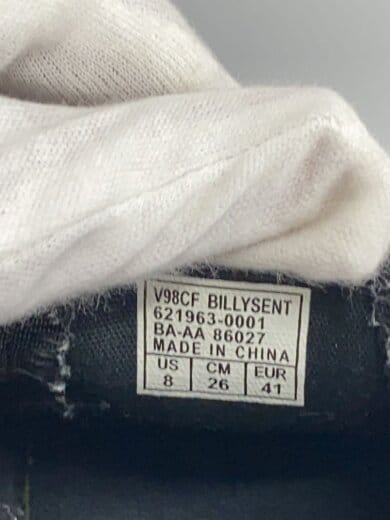 V98CF BILLYSENT
621963-0001
BA-AA 86027
MADE IN CHINA
US CM EUR
8 26 41